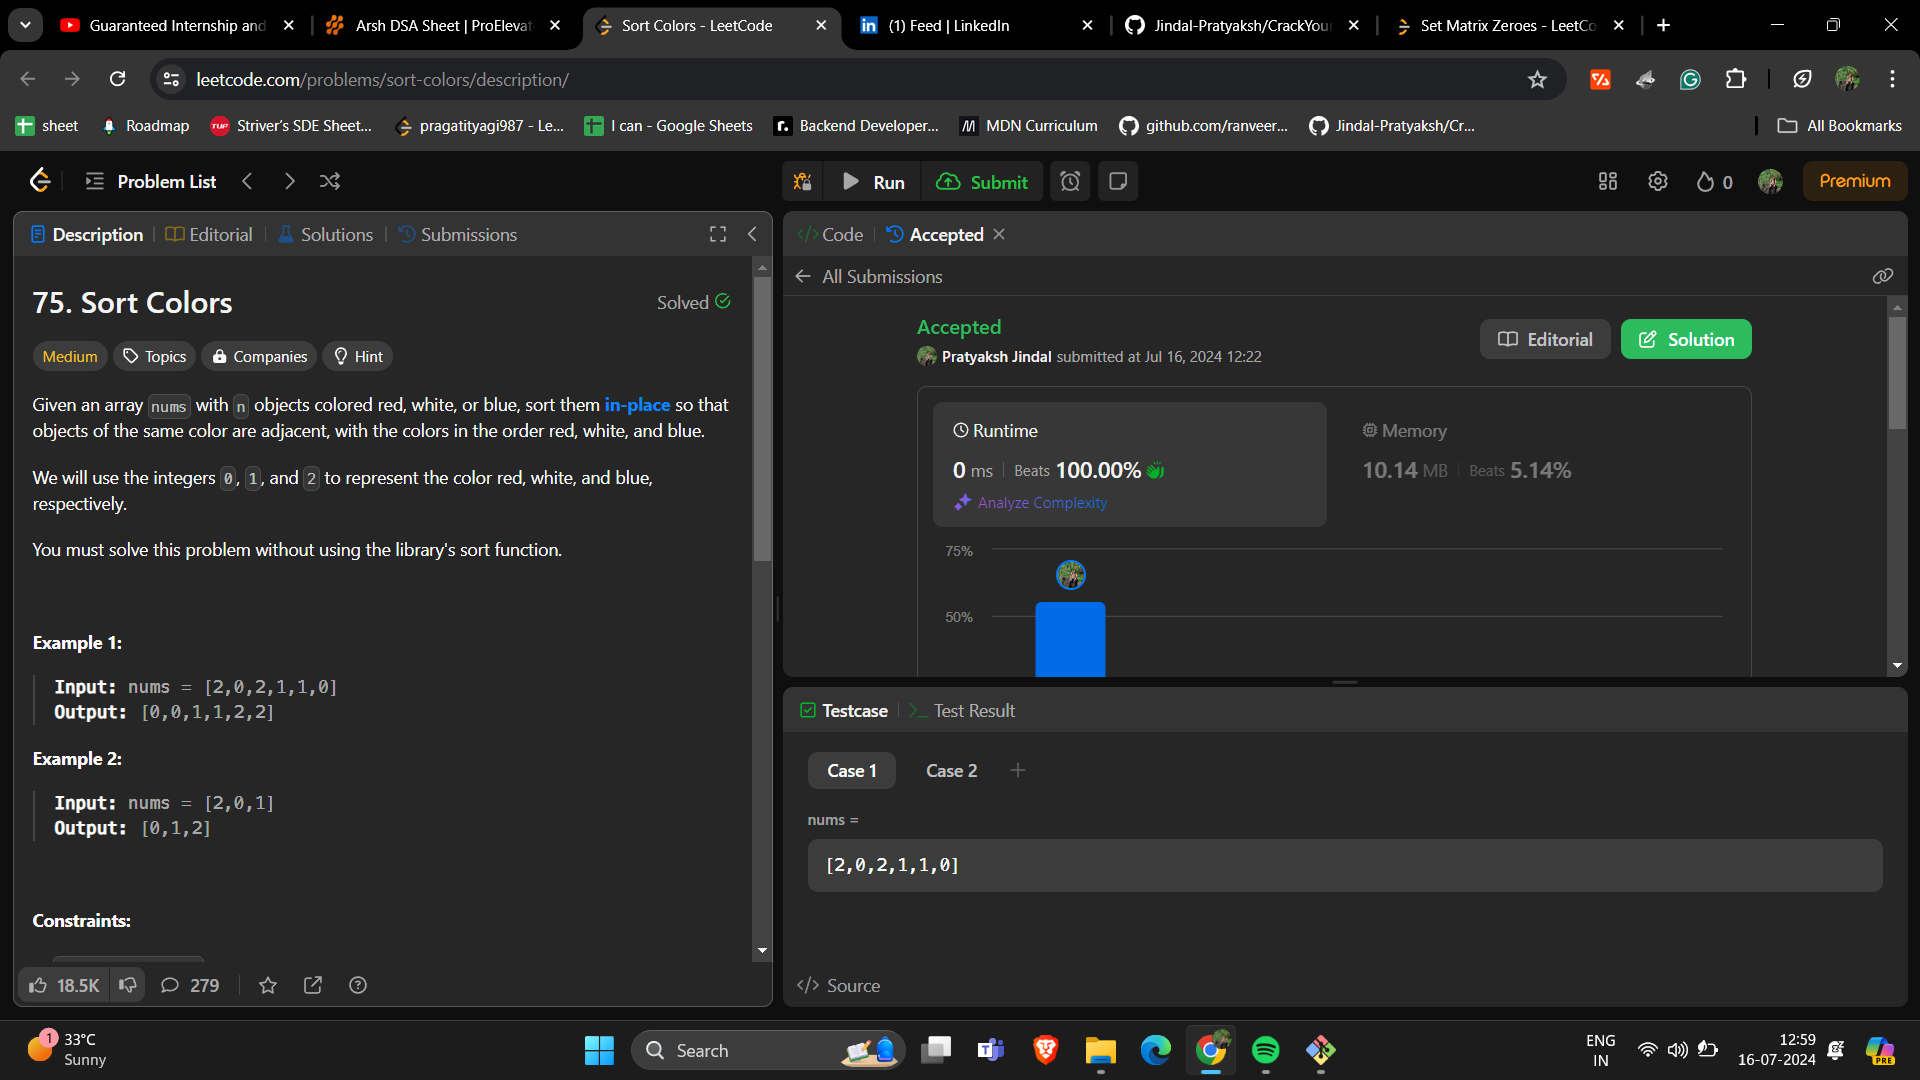 Guaranteed Internship and
Arsh DSA Sheet | ProElevat
Sort Colors - LeetCode
(1) Feed | LinkedIn
Jindal-Pratyaksh/CrackYour
Set Matrix Zeroes - LeetCo
leetcode.com/problems/sort-colors/description/
sheet
Roadmap
Striver's SDE Sheet...
pragatityagi987 - Le...
I can - Google Sheets
Backend Developer...
MDN Curriculum
github.com/ranveer...
Jindal-Pratyaksh/Cr...
All Bookmarks
Problem List
Run
Submit
0
Premium
Description
Editorial
Solutions
Submissions
75. Sort Colors
Solved
Medium
Topics
Companies
Hint
Given an array nums with n objects colored red, white, or blue, sort them in-place so that
objects of the same color are adjacent, with the colors in the order red, white, and blue.
We will use the integers 0, 1, and 2 to represent the color red, white, and blue,
respectively.
You must solve this problem without using the library's sort function.
Example 1:
Input: nums = [2,0,2,1,1,0]
Output: [0,0,1,1,2,2]
Example 2:
Input: nums = [2,0,1]
Output: [0,1,2]
Constraints:
18.5K
279
Code
Accepted
All Submissions
Accepted
Pratyaksh Jindal submitted at Jul 16, 2024 12:22
Editorial
Solution
Runtime
0 ms
Beats 100.00%
Analyze Complexity
Memory
10.14 MB
Beats 5.14%
75%
50%
Testcase
Test Result
Case 1
Case 2
nums =
[2,0,2,1,1,0]
Source
1
33°C
Sunny
Search
ENG
IN
12:59
16-07-2024
PRE